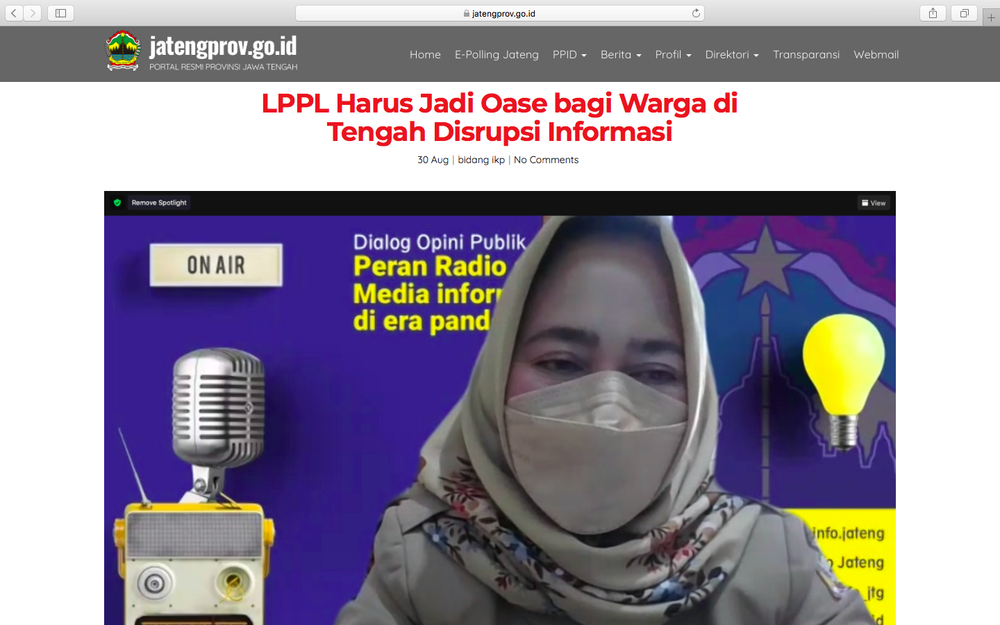 jatengprov.go.id
jatengprov.go.id
PORTAL RESMI PROVINSI JAWA TENGAH
Home E-Polling Jateng PPID Berita Profil Direktori Transparansi Webmail
LPPL Harus Jadi Oase bagi Warga di
Tengah Disrupsi Informasi
30 Aug | bidang ikp | No Comments
Remove Spotlight
View
ON AIR
Dialog Opini Publik
Peran Radio
Media infor
di era pand
info.jateng
Jateng
_jtg